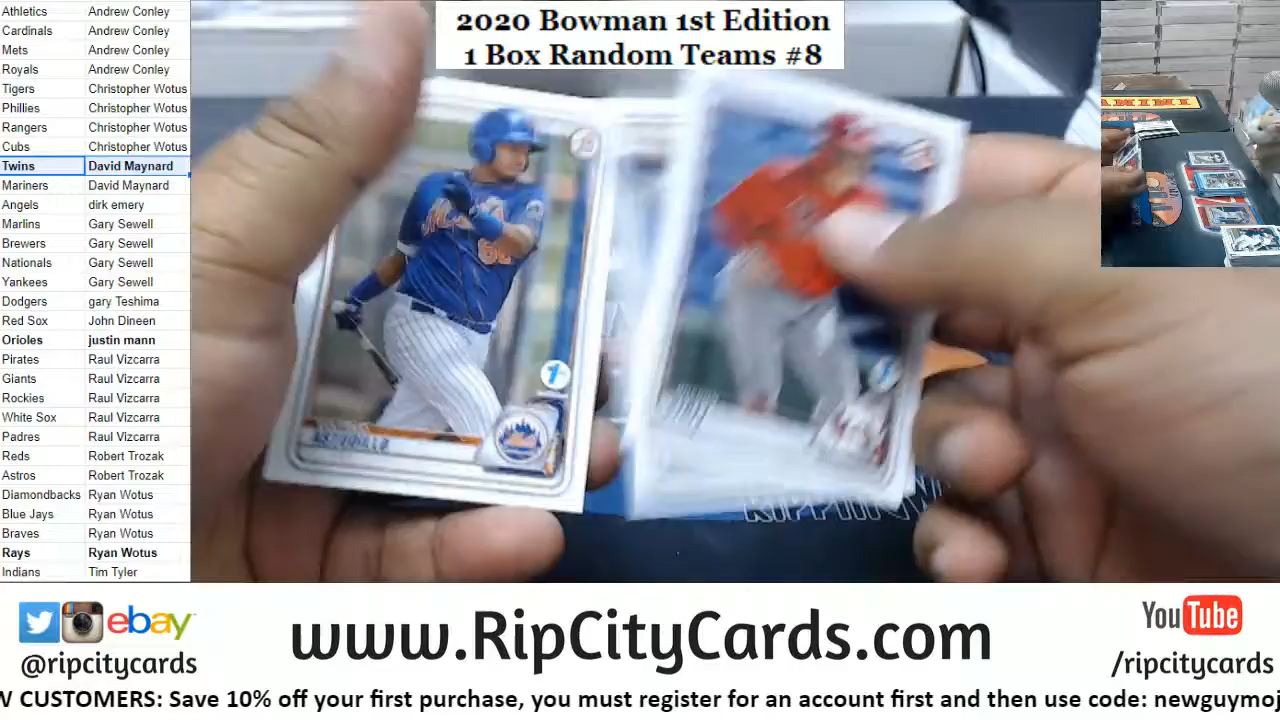 2020 Bowman 1st Edition
1 Box Random Teams #8
Athletics Andrew Conley
Cardinals Andrew Conley
Mets Andrew Conley
Royals Andrew Conley
Tigers Christopher Wotus
Phillies Christopher Wotus
Rangers Christopher Wotus
Cubs Christopher Wotus
Twins David Maynard
Mariners David Maynard
Angels dirk emery
Marlins Gary Sewell
Brewers Gary Sewell
Nationals Gary Sewell
Yankees Gary Sewell
Dodgers gary Teshima
Red Sox John Dineen
Orioles justin mann
Pirates Raul Vizcarra
Giants Raul Vizcarra
Rockies Raul Vizcarra
White Sox Raul Vizcarra
Padres Raul Vizcarra
Reds Robert Trozak
Astros Robert Trozak
Diamondbacks Ryan Wotus
Blue Jays Ryan Wotus
Braves Ryan Wotus
Rays Ryan Wotus
Indians Tim Tyler
Mets
1st
PANINI
ebay
@ripcitycards
www.RipCityCards.com
YouTube
/ripcitycards
W CUSTOMERS: Save 10% off your first purchase, you must register for an account first and then use code: newguymoj